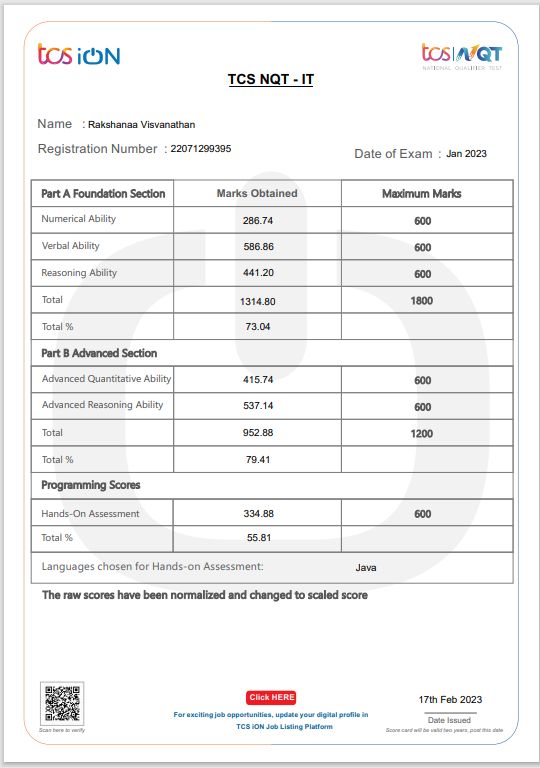 tcs iON
tcs NQT
NATIONAL QUALIFIER TEST
TCS NQT - IT
Name : Rakshanaa Visvanathan
Registration Number : 22071299395
Date of Exam : Jan 2023
Part A Foundation Section Marks Obtained Maximum Marks
Numerical Ability 286.74 600
Verbal Ability 586.86 600
Reasoning Ability 441.20 600
Total 1314.80 1800
Total % 73.04
Part B Advanced Section
Advanced Quantitative Ability 415.74 600
Advanced Reasoning Ability 537.14 600
Total 952.88 1200
Total % 79.41
Programming Scores
Hands-On Assessment 334.88 600
Total % 55.81
Languages chosen for Hands-on Assessment: Java
The raw scores have been normalized and changed to scaled score
Click HERE
For exciting job opportunities, update your digital profile in
TCS iON Job Listing Platform
Scan here to verify
17th Feb 2023
Date Issued
Score card will be valid two years, post this date